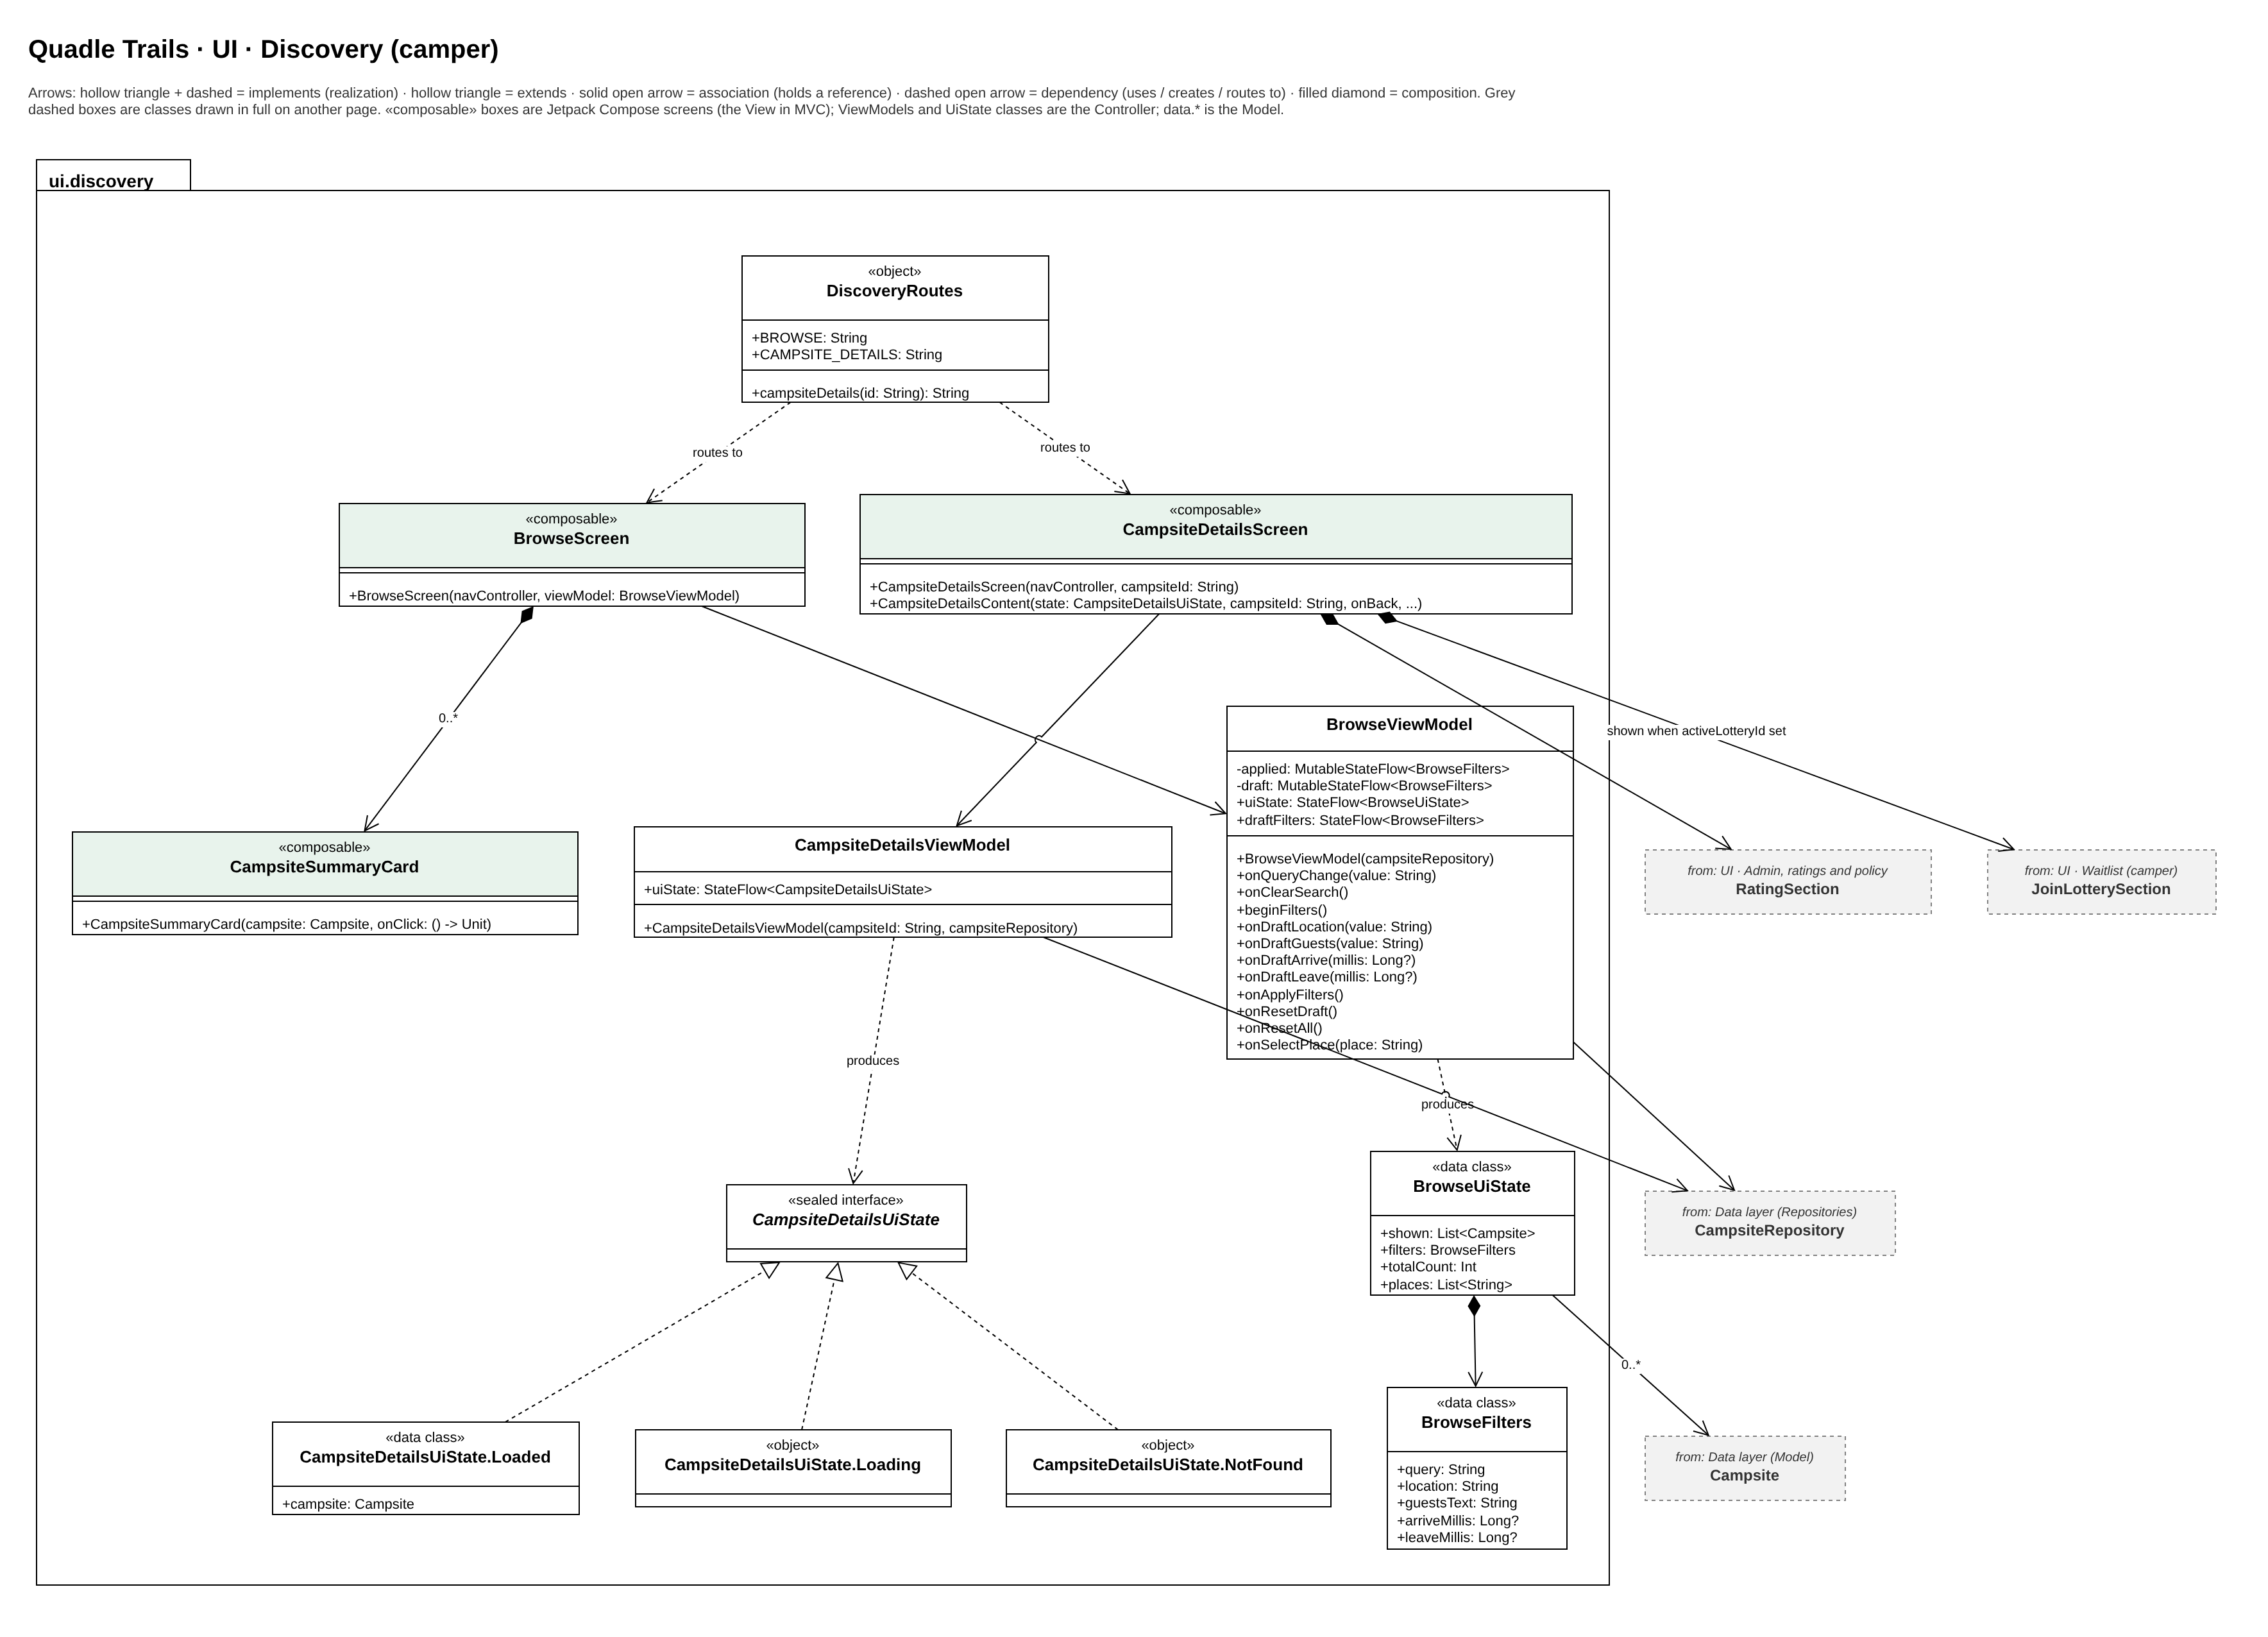 Quadle Trails · UI · Discovery (camper)
Arrows: hollow triangle + dashed = implements (realization) · hollow triangle = extends · solid open arrow = association (holds a reference) · dashed open arrow = dependency (uses / creates / routes to) · filled diamond = composition. Grey
dashed boxes are classes drawn in full on another page. «composable» boxes are Jetpack Compose screens (the View in MVC); ViewModels and UiState classes are the Controller; data.* is the Model.
ui.discovery
«object»
DiscoveryRoutes
+BROWSE: String
+CAMPSITE_DETAILS: String
+campsiteDetails(id: String): String
routes to
routes to
«composable»
BrowseScreen
+BrowseScreen(navController, viewModel: BrowseViewModel)
«composable»
CampsiteDetailsScreen
+CampsiteDetailsScreen(navController, campsiteId: String)
+CampsiteDetailsContent(state: CampsiteDetailsUiState, campsiteId: String, onBack, ...)
0..*
shown when activeLotteryId set
«composable»
CampsiteSummaryCard
+CampsiteSummaryCard(campsite: Campsite, onClick: () -> Unit)
CampsiteDetailsViewModel
+uiState: StateFlow<CampsiteDetailsUiState>
+CampsiteDetailsViewModel(campsiteId: String, campsiteRepository)
BrowseViewModel
-applied: MutableStateFlow<BrowseFilters>
-draft: MutableStateFlow<BrowseFilters>
+uiState: StateFlow<BrowseUiState>
+draftFilters: StateFlow<BrowseFilters>
+BrowseViewModel(campsiteRepository)
+onQueryChange(value: String)
+onClearSearch()
+beginFilters()
+onDraftLocation(value: String)
+onDraftGuests(value: String)
+onDraftArrive(millis: Long?)
+onDraftLeave(millis: Long?)
+onApplyFilters()
+onResetDraft()
+onResetAll()
+onSelectPlace(place: String)
from: UI · Admin, ratings and policy
RatingSection
from: UI · Waitlist (camper)
JoinLotterySection
produces
produces
«sealed interface»
CampsiteDetailsUiState
«data class»
BrowseUiState
+shown: List<Campsite>
+filters: BrowseFilters
+totalCount: Int
+places: List<String>
from: Data layer (Repositories)
CampsiteRepository
0..*
«data class»
CampsiteDetailsUiState.Loaded
+campsite: Campsite
«object»
CampsiteDetailsUiState.Loading
«object»
CampsiteDetailsUiState.NotFound
«data class»
BrowseFilters
+query: String
+location: String
+guestsText: String
+arriveMillis: Long?
+leaveMillis: Long?
from: Data layer (Model)
Campsite